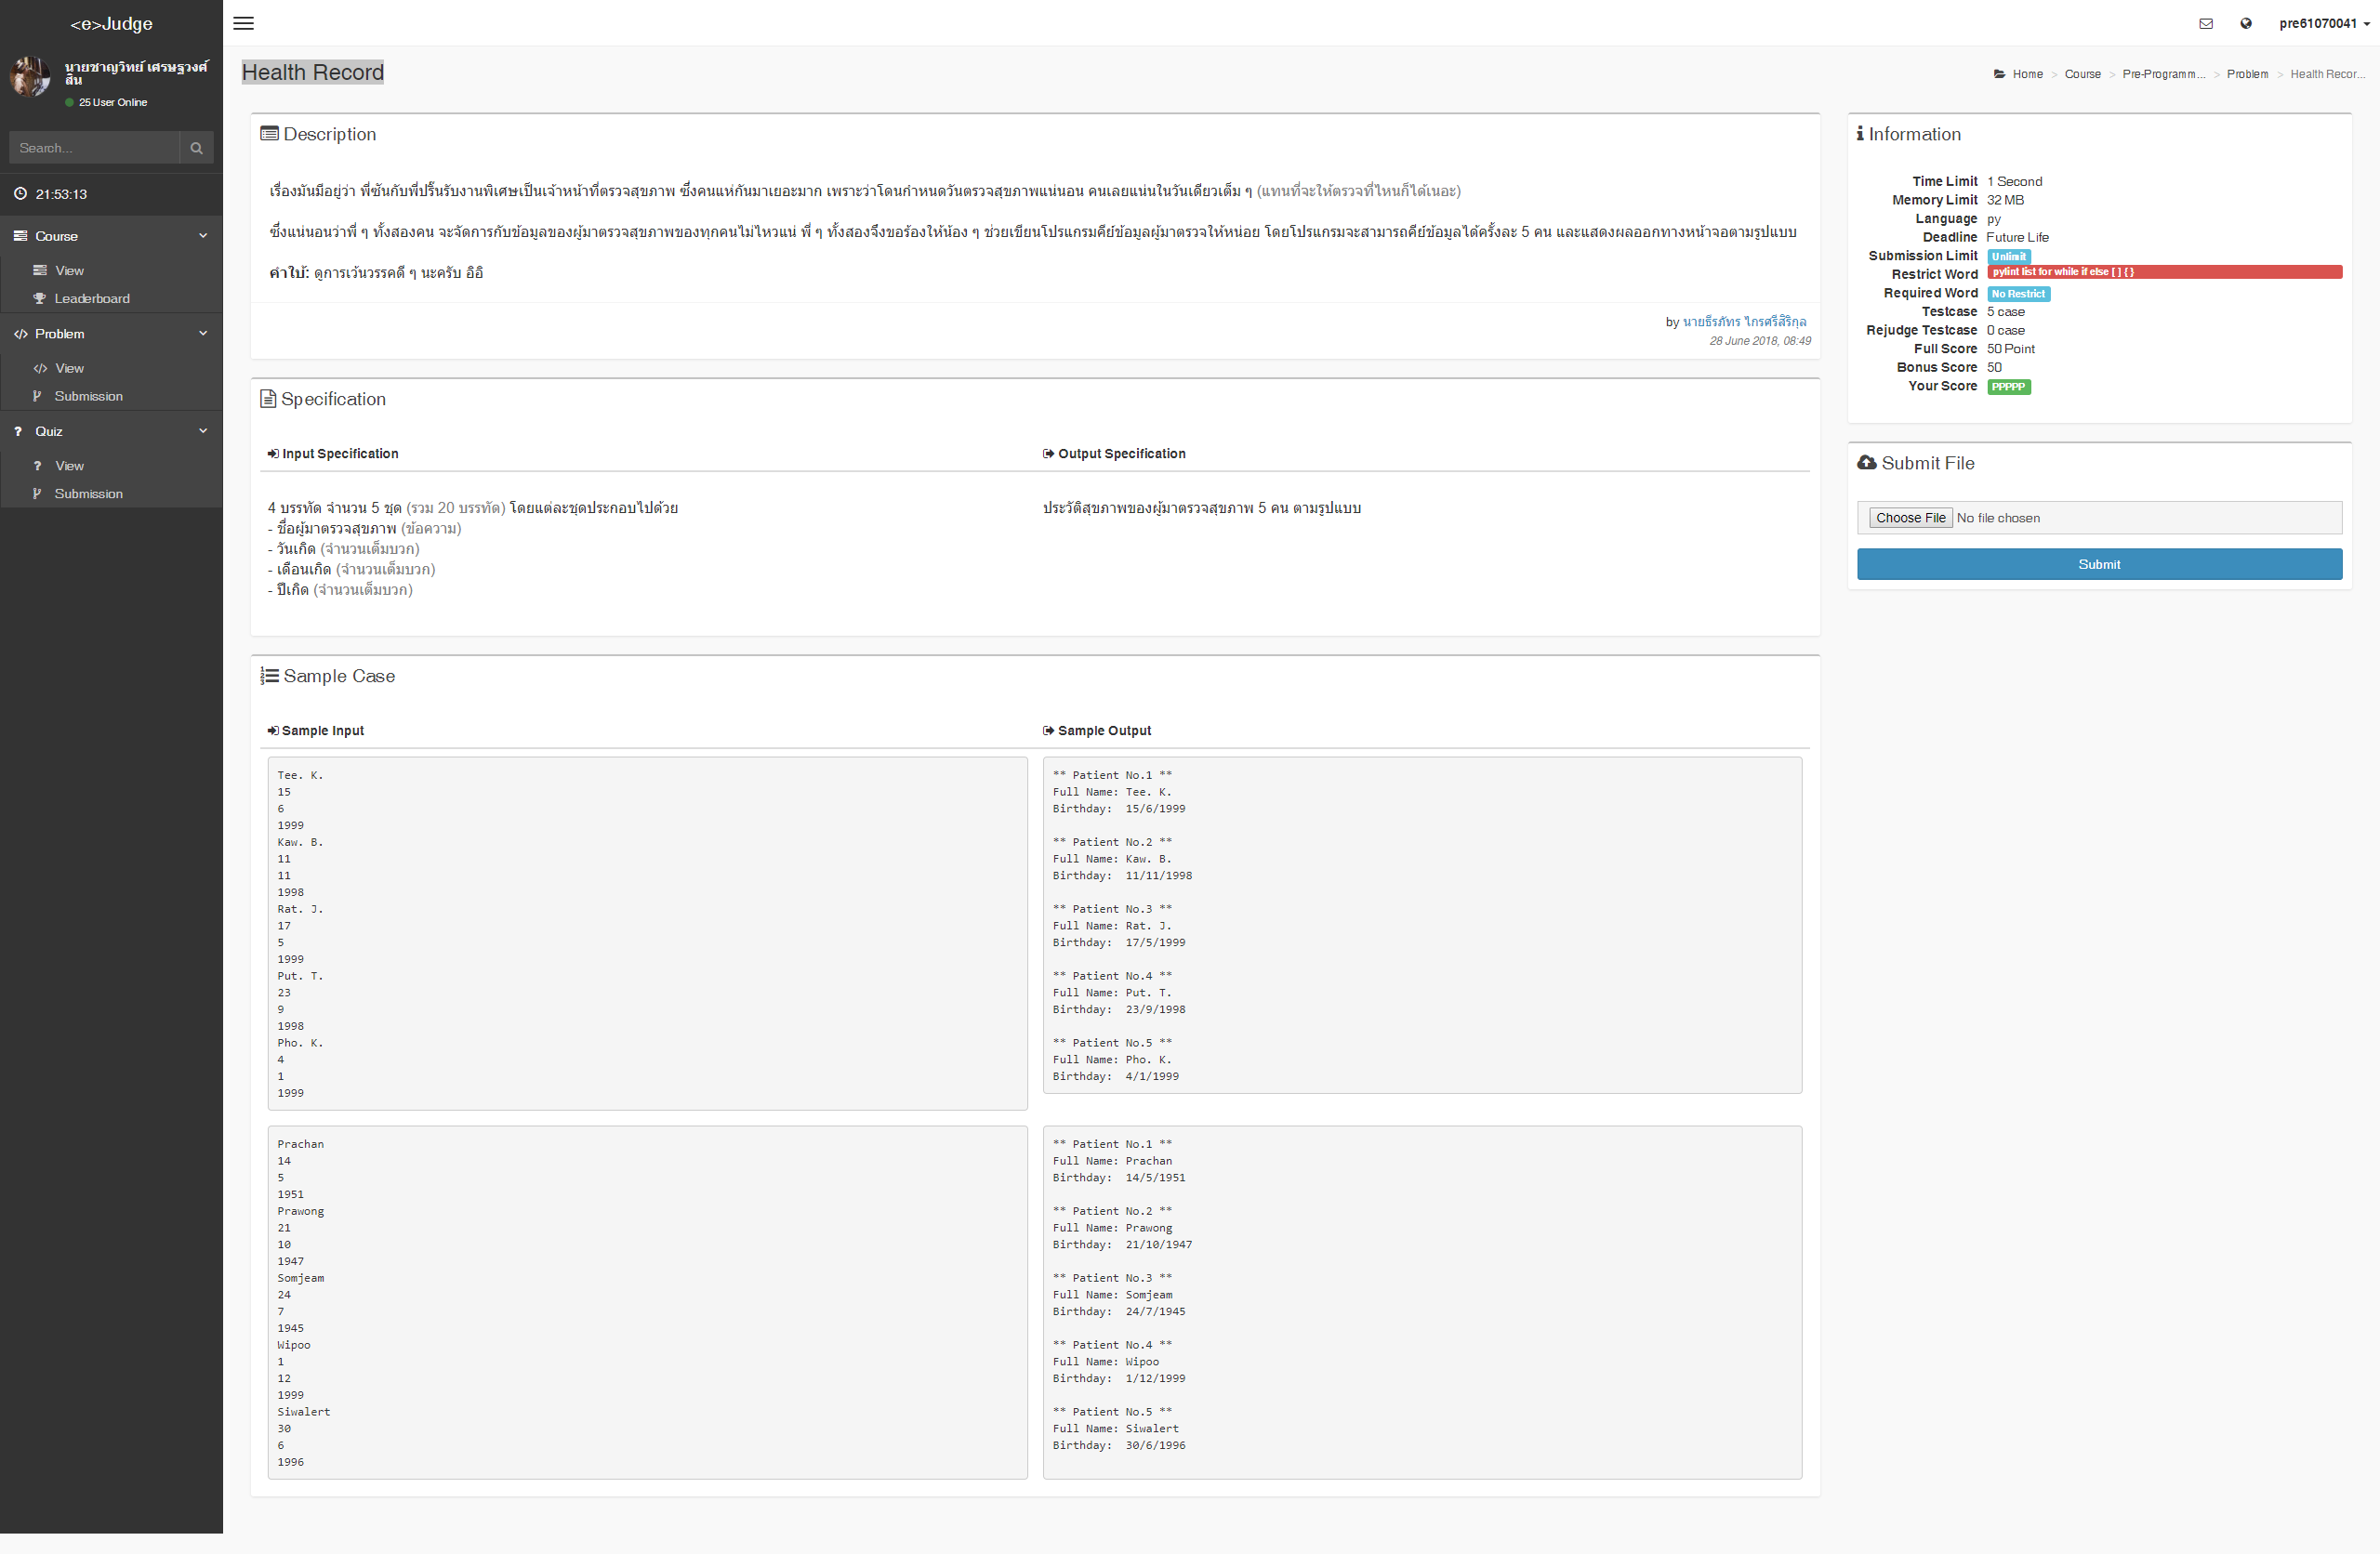 <e>Judge
นายชาญวิทย์ เศรษฐวงศ์
สิน
25 User Online
Search...
21:53:13
Course
View
Leaderboard
Problem
View
Submission
Quiz
View
Submission
pre61070041
Health Record
Home > Course > Pre-Programm... > Problem > Health Recor...
Description
เรื่องมันมีอยู่ว่า พี่ซันกับพี่ปริ๊นรับงานพิเศษเป็นเจ้าหน้าที่ตรวจสุขภาพ ซึ่งคนแห่กันมาเยอะมาก เพราะว่าโดนกำหนดวันตรวจสุขภาพแน่นอน คนเลยแน่นในวันเดียวเต็ม ๆ (แทนที่จะให้ตรวจที่ไหนก็ได้เนอะ)
ซึ่งแน่นอนว่าพี่ ๆ ทั้งสองคน จะจัดการกับข้อมูลของผู้มาตรวจสุขภาพของทุกคนไม่ไหวแน่ พี่ ๆ ทั้งสองจึงขอร้องให้น้อง ๆ ช่วยเขียนโปรแกรมคีย์ข้อมูลผู้มาตรวจให้หน่อย โดยโปรแกรมจะสามารถคีย์ข้อมูลได้ครั้งละ 5 คน และแสดงผลออกทางหน้าจอตามรูปแบบ
คำใบ้: ดูการเว้นวรรคดี ๆ นะครับ อิอิ
by นายธีรภัทร ไกรศรีสิริกุล
28 June 2018, 08:49
Specification
Input Specification
4 บรรทัด จำนวน 5 ชุด (รวม 20 บรรทัด) โดยแต่ละชุดประกอบไปด้วย
- ชื่อผู้มาตรวจสุขภาพ (ข้อความ)
- วันเกิด (จำนวนเต็มบวก)
- เดือนเกิด (จำนวนเต็มบวก)
- ปีเกิด (จำนวนเต็มบวก)
Output Specification
ประวัติสุขภาพของผู้มาตรวจสุขภาพ 5 คน ตามรูปแบบ
Sample Case
Sample Input
Sample Output
Tee. K.
15
6
1999
Kaw. B.
11
11
1998
Rat. J.
17
5
1999
Put. T.
23
9
1998
Pho. K.
4
1
1999
** Patient No.1 **
Full Name: Tee. K.
Birthday:  15/6/1999
** Patient No.2 **
Full Name: Kaw. B.
Birthday:  11/11/1998
** Patient No.3 **
Full Name: Rat. J.
Birthday:  17/5/1999
** Patient No.4 **
Full Name: Put. T.
Birthday:  23/9/1998
** Patient No.5 **
Full Name: Pho. K.
Birthday:  4/1/1999
Prachan
14
5
1951
Prawong
21
10
1947
Somjeam
24
7
1945
Wipoo
1
12
1999
Siwalert
30
6
1996
** Patient No.1 **
Full Name: Prachan
Birthday:  14/5/1951
** Patient No.2 **
Full Name: Prawong
Birthday:  21/10/1947
** Patient No.3 **
Full Name: Somjeam
Birthday:  24/7/1945
** Patient No.4 **
Full Name: Wipoo
Birthday:  1/12/1999
** Patient No.5 **
Full Name: Siwalert
Birthday:  30/6/1996
Information
Time Limit 1 Second
Memory Limit 32 MB
Language py
Deadline Future Life
Submission Limit Unlimit
Restrict Word pylint list for while if else [ ] { }
Required Word No Restrict
Testcase 5 case
Rejudge Testcase 0 case
Full Score 50 Point
Bonus Score 50
Your Score PPPPP
Submit File
Choose File No file chosen
Submit